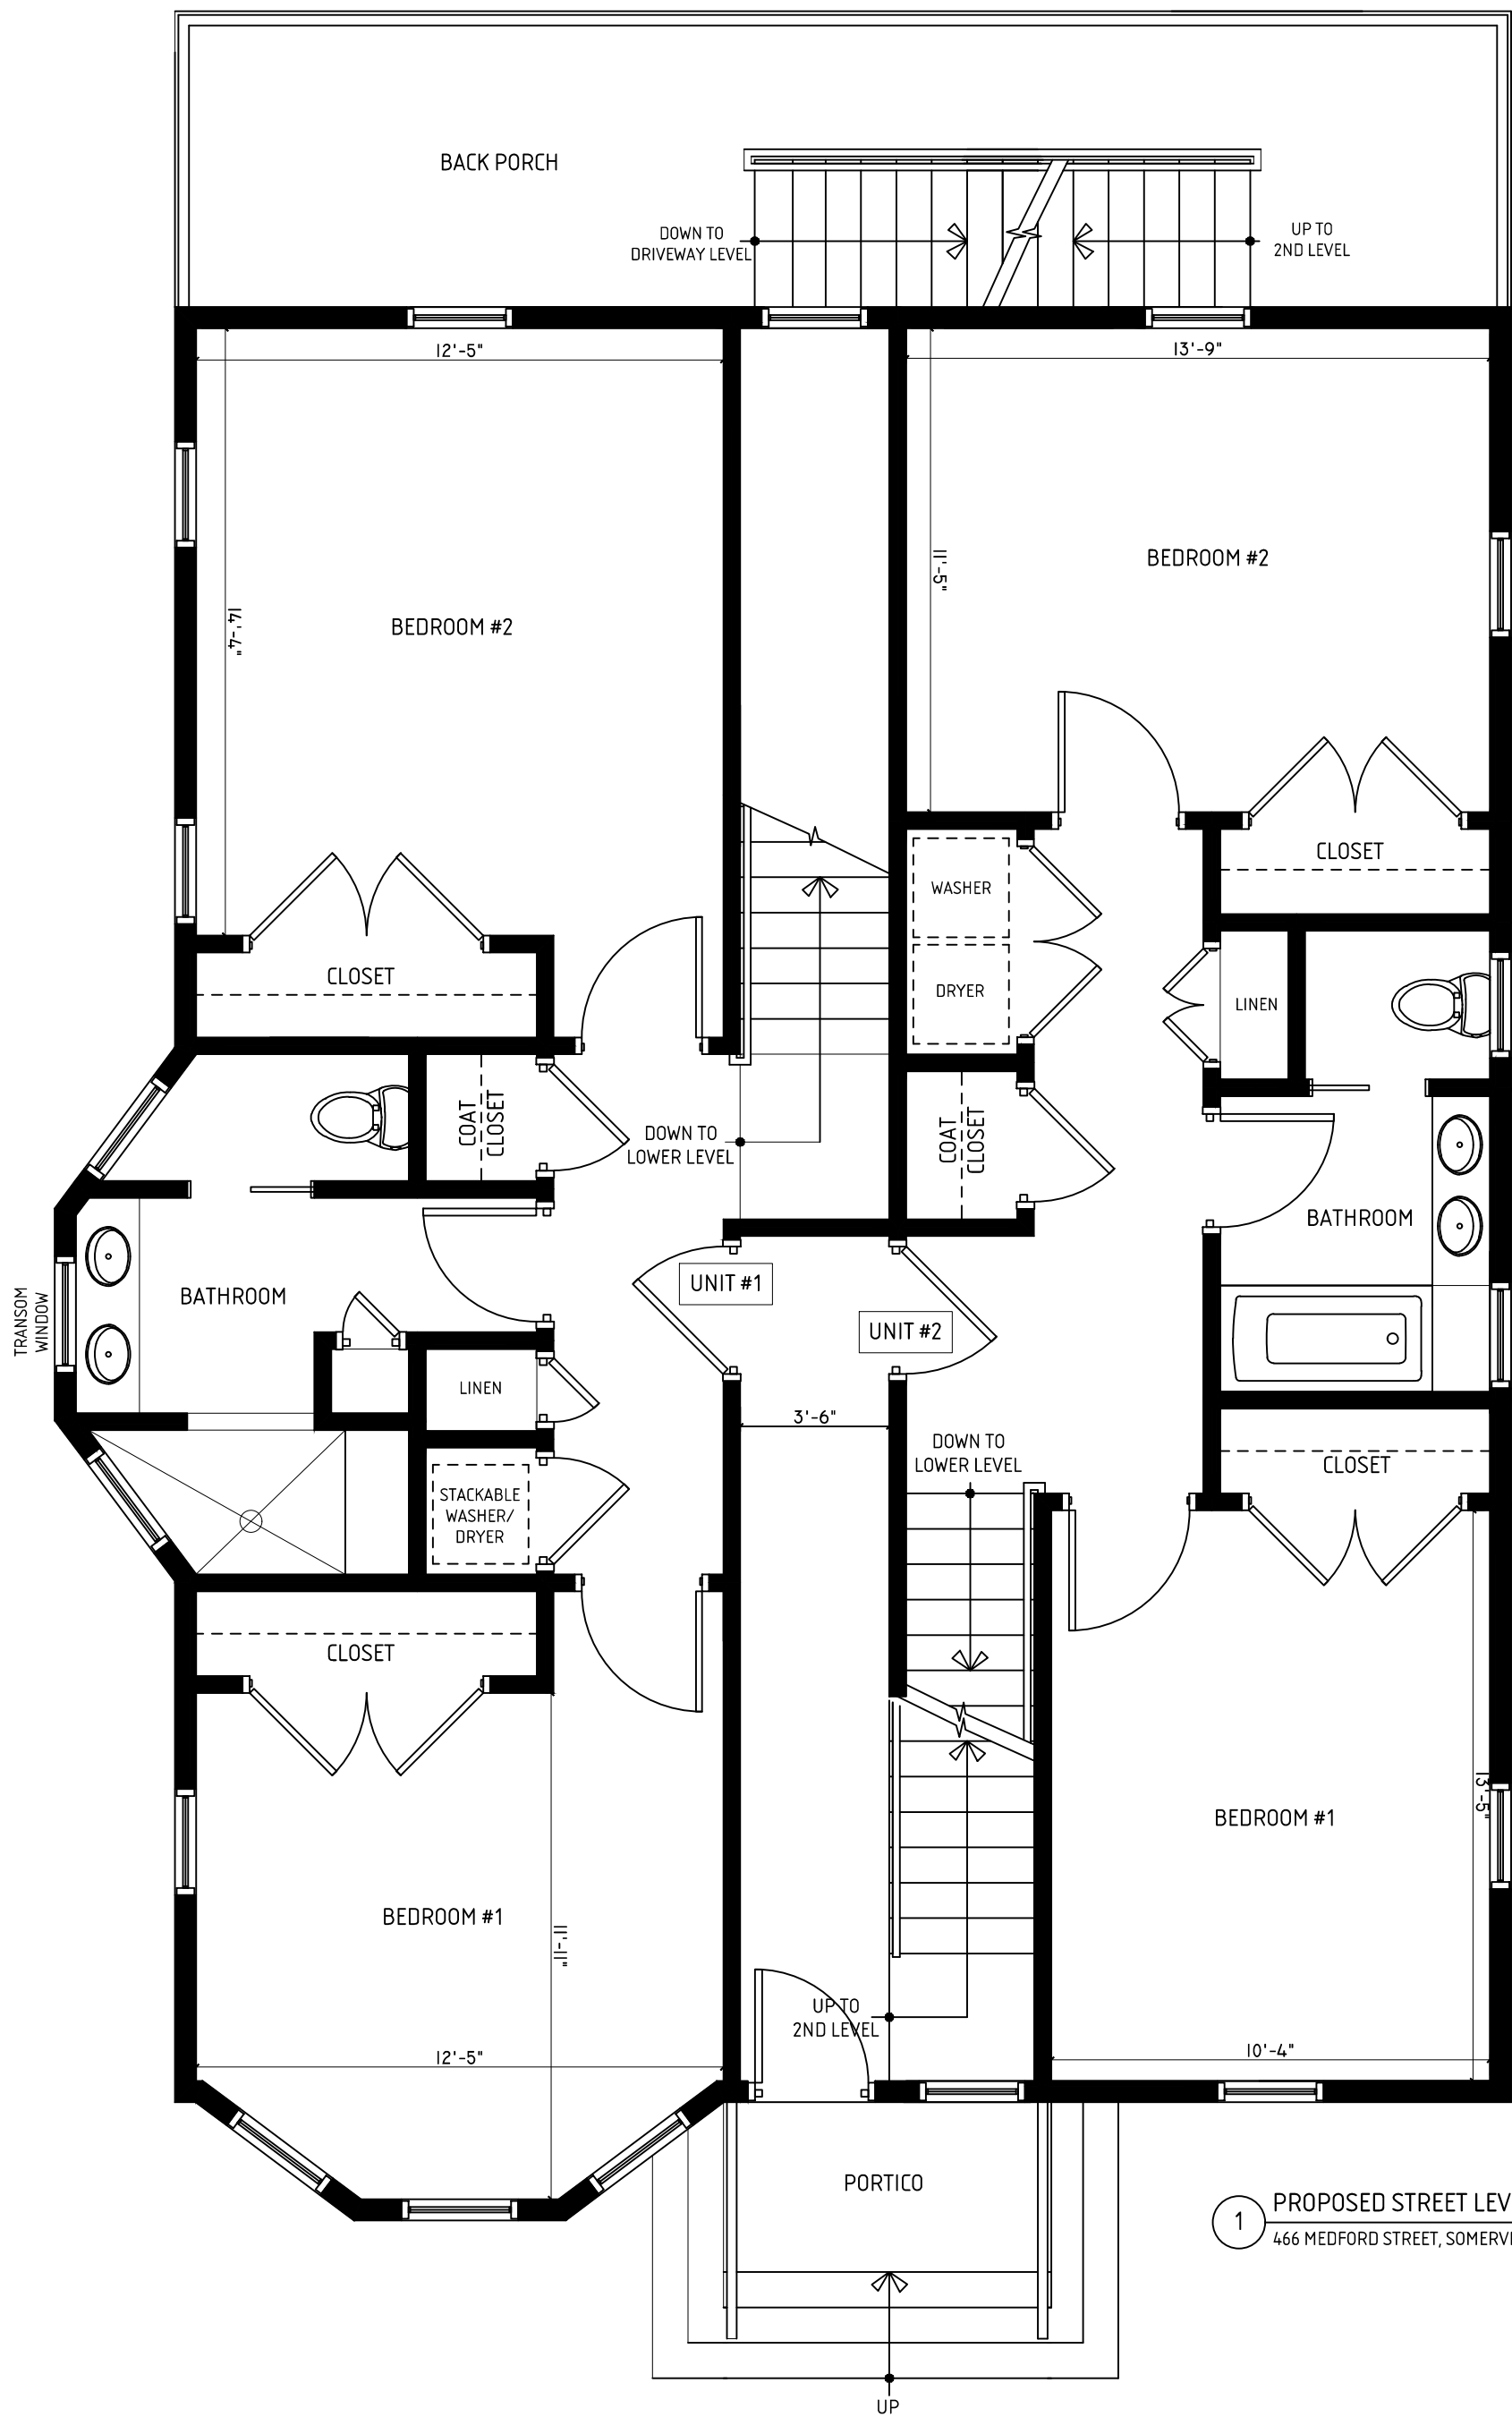 BACK PORCH
DOWN TO
DRIVEWAY LEVEL
UP TO
2ND LEVEL
12'-5"
13'-9"
11'-5"
BEDROOM #2
14'-4"
BEDROOM #2
CLOSET
WASHER
CLOSET
DRYER
LINEN
COAT
CLOSET
DOWN TO
LOWER LEVEL
COAT
CLOSET
BATHROOM
UNIT #1
BATHROOM
TRANSOM
WINDOW
UNIT #2
LINEN
3'-6"
DOWN TO
LOWER LEVEL
CLOSET
STACKABLE
WASHER/
DRYER
CLOSET
13'-5"
BEDROOM #1
BEDROOM #1
11'-11"
UP TO
2ND LEVEL
12'-5"
10'-4"
PORTICO
1
PROPOSED STREET LEV
466 MEDFORD STREET, SOMERV
UP